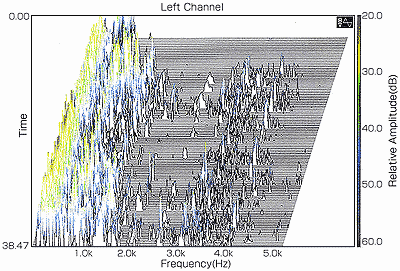 Left Channel
0.00
20.0
30.0
40.0
50.0
60.0
Relative Amplitude(dB)
Time
38.47
1.0k 2.0k 3.0k 4.0k 5.0k
Frequency(Hz)